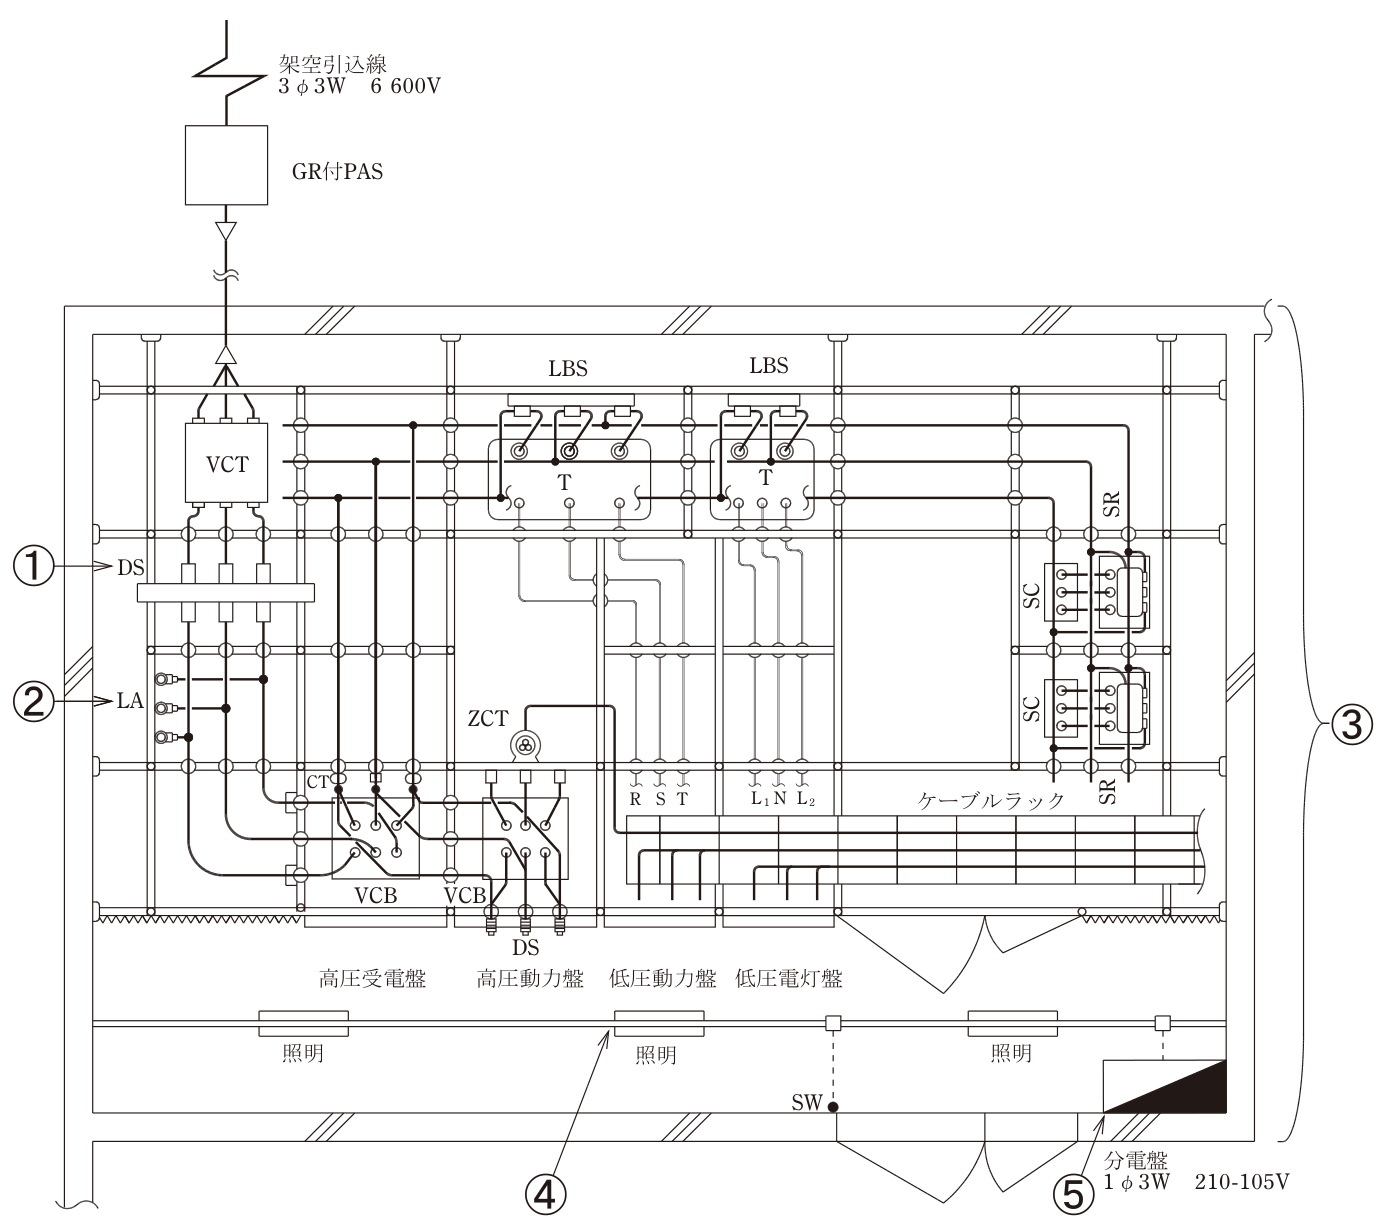 架空引込線
3φ3W 6 600V
GR付PAS
LBS
LBS
VCT
T
T
SR
① DS
SC
② LA
SC
ZCT
③
CT
R S T
L₁ N L₂
SR
ケーブルラック
VCB
VCB
DS
高圧受電盤
高圧動力盤
低圧動力盤
低圧電灯盤
照明
照明
照明
SW
④
⑤
分電盤
1φ3W 210-105V